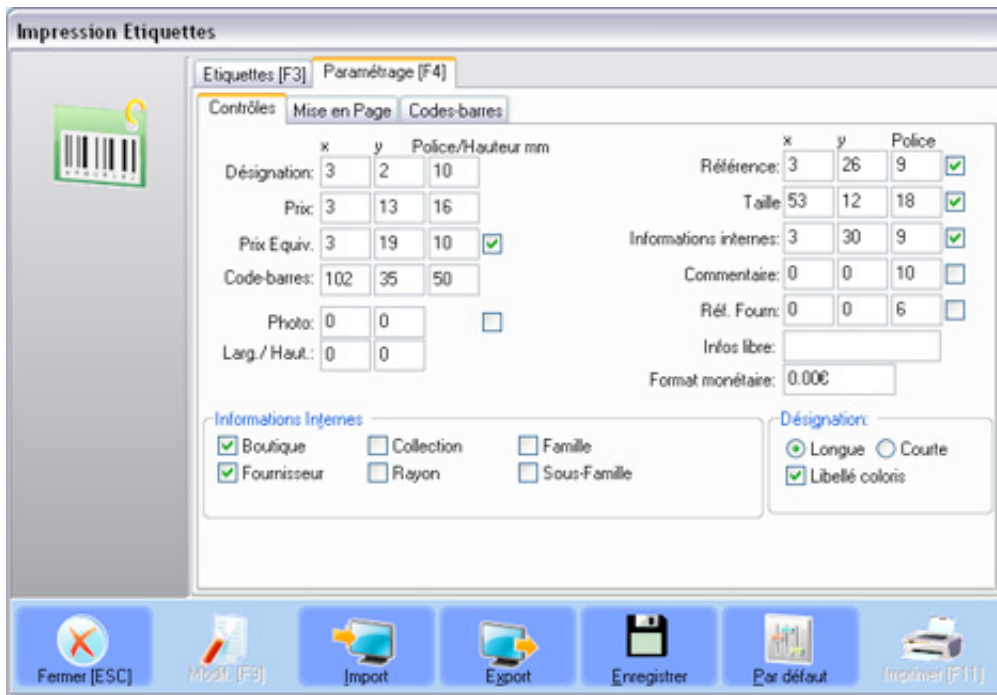 Impression Etiquettes
Etiquettes [F3] Paramétrage [F4]
Contrôles Mise en Page Codes-barres
x y Police/Hauteur mm
Désignation: 3 2 10
Prix: 3 13 16
Prix Equiv. 3 19 10
Code-barres: 102 35 50
Photo: 0 0
Larg./ Haut.: 0 0
x y Police
Référence: 3 26 9
Taille 53 12 18
Informations internes: 3 30 9
Commentaire: 0 0 10
Réf. Fourn: 0 0 6
Infos libre:
Format monétaire: 0.00€
Informations Internes
Boutique Collection Famille
Fournisseur Rayon Sous-Famille
Désignation:
Longue Courte
Libellé coloris
Fermer [ESC] Modif. [F9] Import Export Enregistrer Par défaut Imprimer [F11]